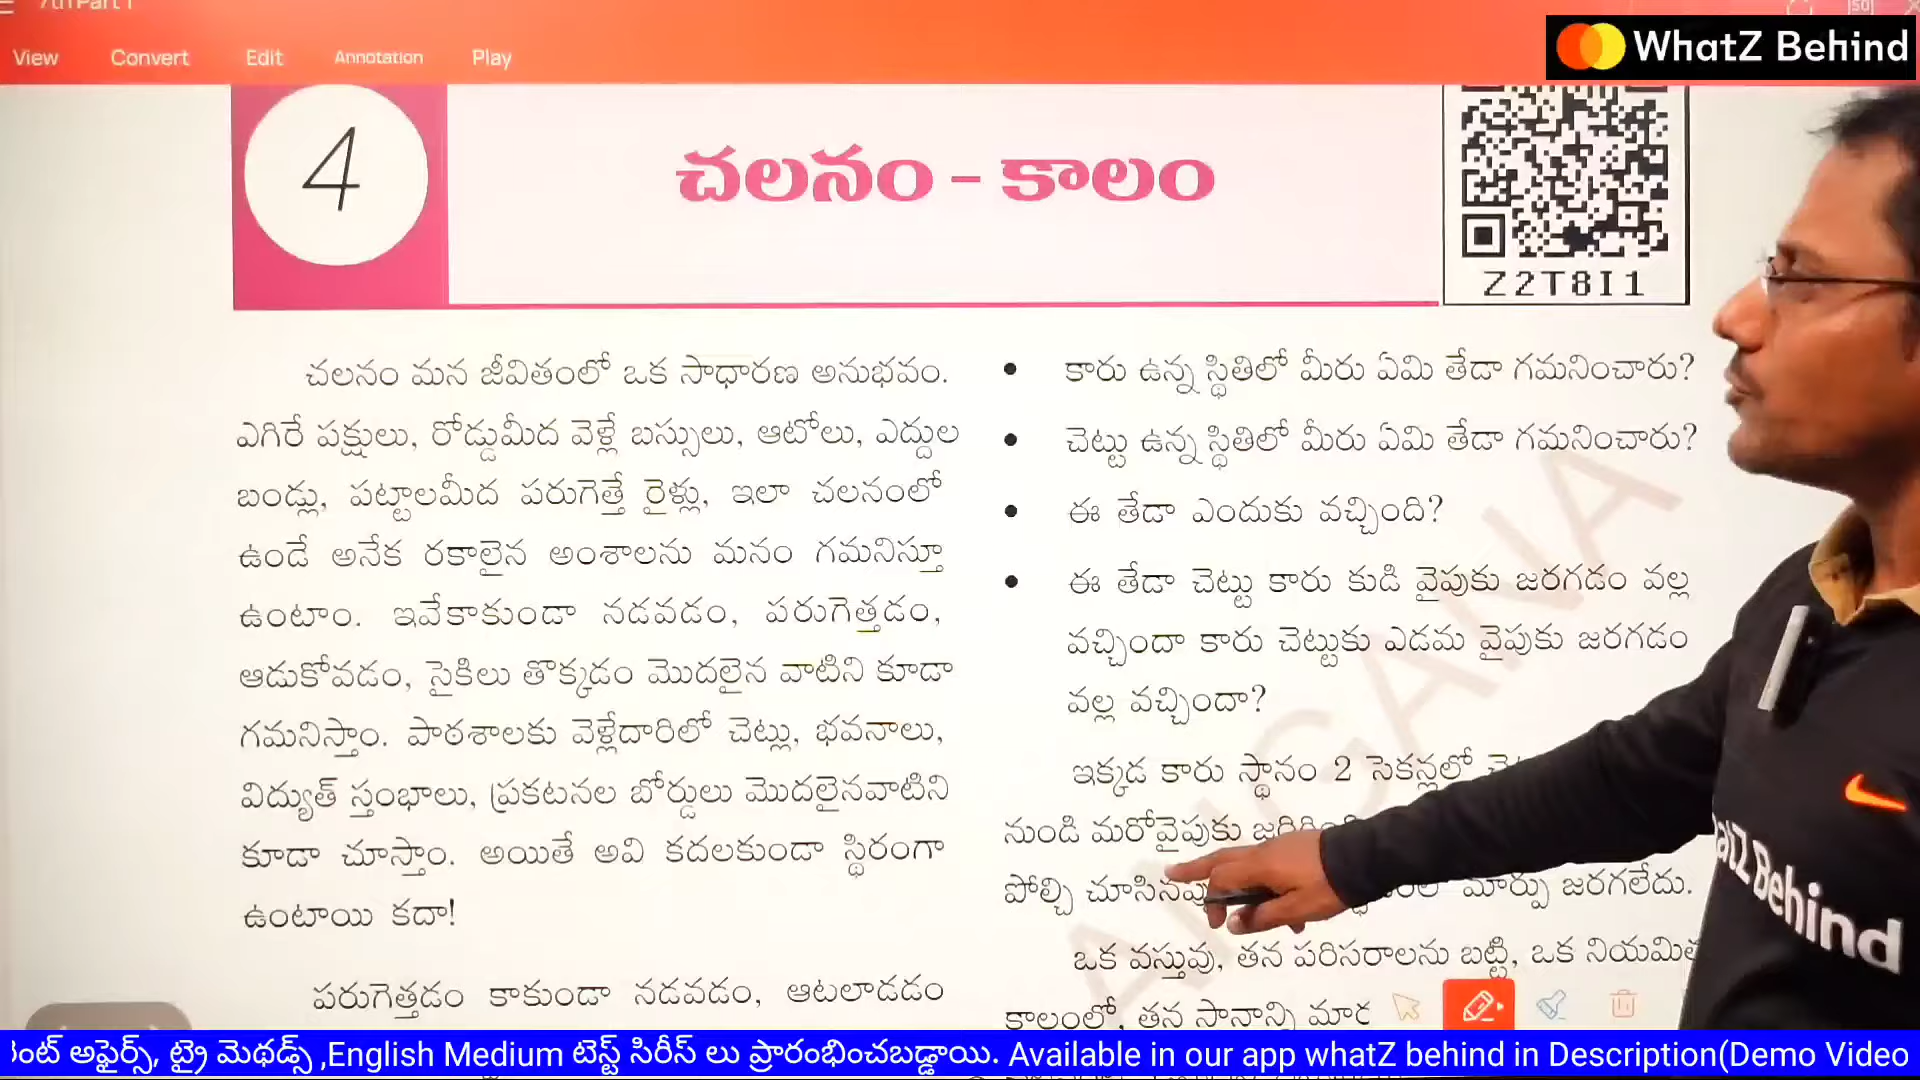 7th Part 1
WhatZ Behind
View Convert Edit Annotation Play
4
చలనం - కాలం
Z2T8I1
చలనం మన జీవితంలో ఒక సాధారణ అనుభవం.
ఎగిరే పక్షులు, రోడ్డుమీద వెళ్లే బస్సులు, ఆటోలు, ఎద్దుల
బండ్లు, పట్టాలమీద పరుగెత్తే రైళ్లు, ఇలా చలనంలో
ఉండే అనేక రకాలైన అంశాలను మనం గమనిస్తూ
ఉంటాం. ఇవేకాకుండా నడవడం, పరుగెత్తడం,
ఆడుకోవడం, సైకిలు తొక్కడం మొదలైన వాటిని కూడా
గమనిస్తాం. పాఠశాలకు వెళ్లేదారిలో చెట్లు, భవనాలు,
విద్యుత్ స్తంభాలు, ప్రకటనల బోర్డులు మొదలైనవాటిని
కూడా చూస్తాం. అయితే అవి కదలకుండా స్థిరంగా
ఉంటాయి కదా!
పరుగెత్తడం కాకుండా నడవడం, ఆటలాడడం
• కారు ఉన్న స్థితిలో మీరు ఏమి తేడా గమనించారు?
• చెట్టు ఉన్న స్థితిలో మీరు ఏమి తేడా గమనించారు?
• ఈ తేడా ఎందుకు వచ్చింది?
• ఈ తేడా చెట్టు కారు కుడి వైపుకు జరగడం వల్ల
వచ్చిందా కారు చెట్టుకు ఎడమ వైపుకు జరగడం
వల్ల వచ్చిందా?
ఇక్కడ కారు స్థానం 2 సెకన్లలో
నుండి మరోవైపుకు
పోల్చి మార్పు జరగలేదు.
ఒక వస్తువు, తన పరిసరాలను బట్టి, ఒక
కాలంలో, తన
Behind
అఫైర్స్, ట్రై మెథడ్స్ ,English Medium టెస్ట్ సిరీస్ లు ప్రారంభించబడ్డాయి. Available in our app whatZ behind in Description(Demo Video